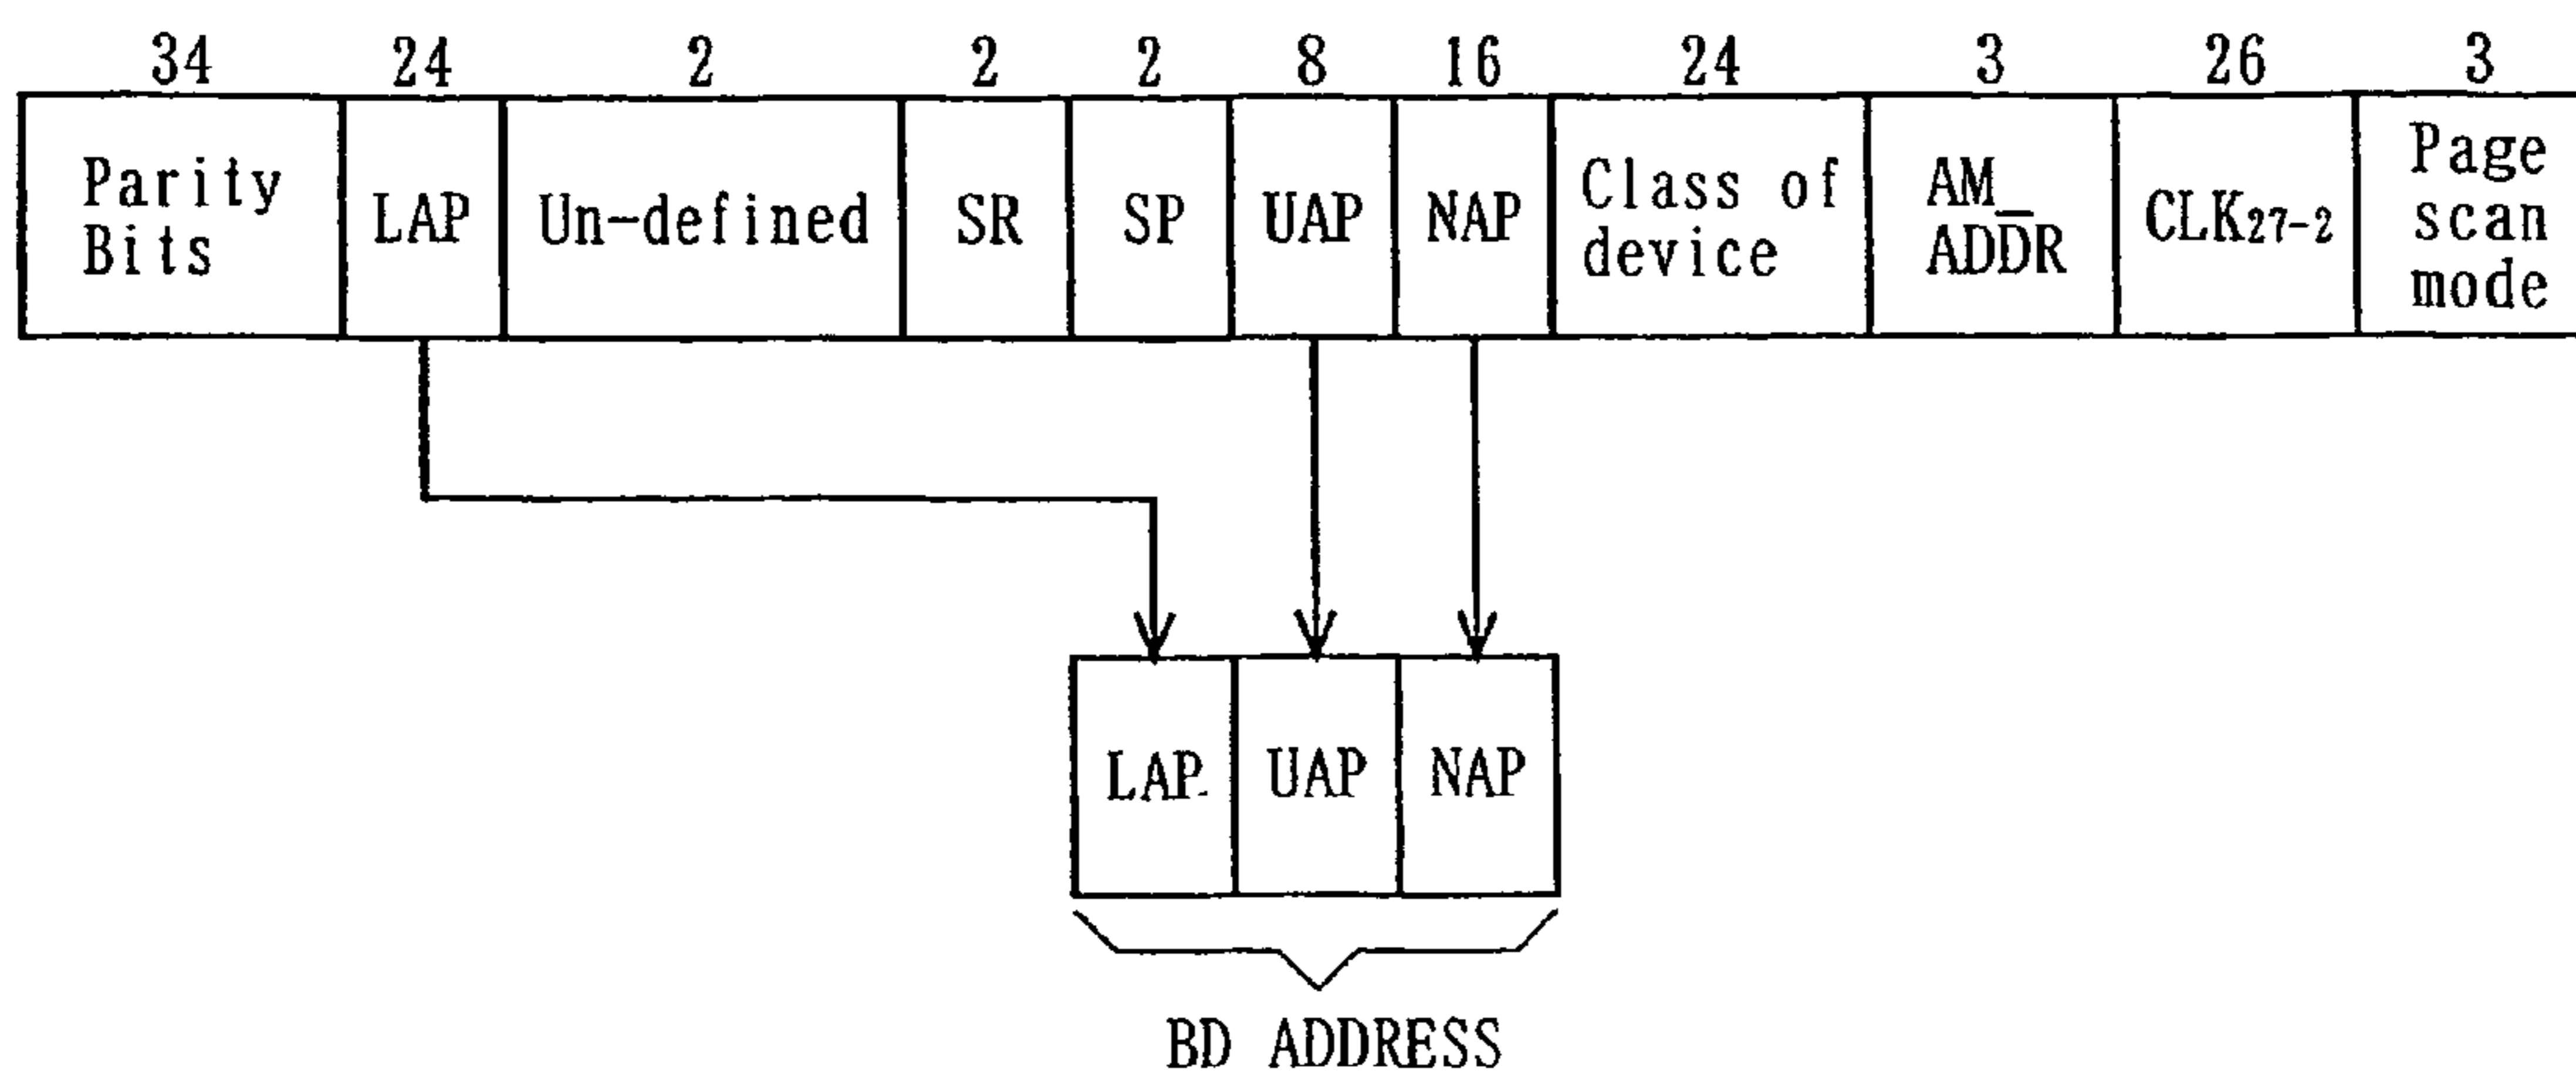 34 24 2 2 2 8 16 24 3 26 3
Parity
Bits
LAP
Un-defined
SR
SP
UAP
NAP
Class of
device
AM_
ADDR
CLK27-2
Page
scan
mode
LAP
UAP
NAP
BD ADDRESS